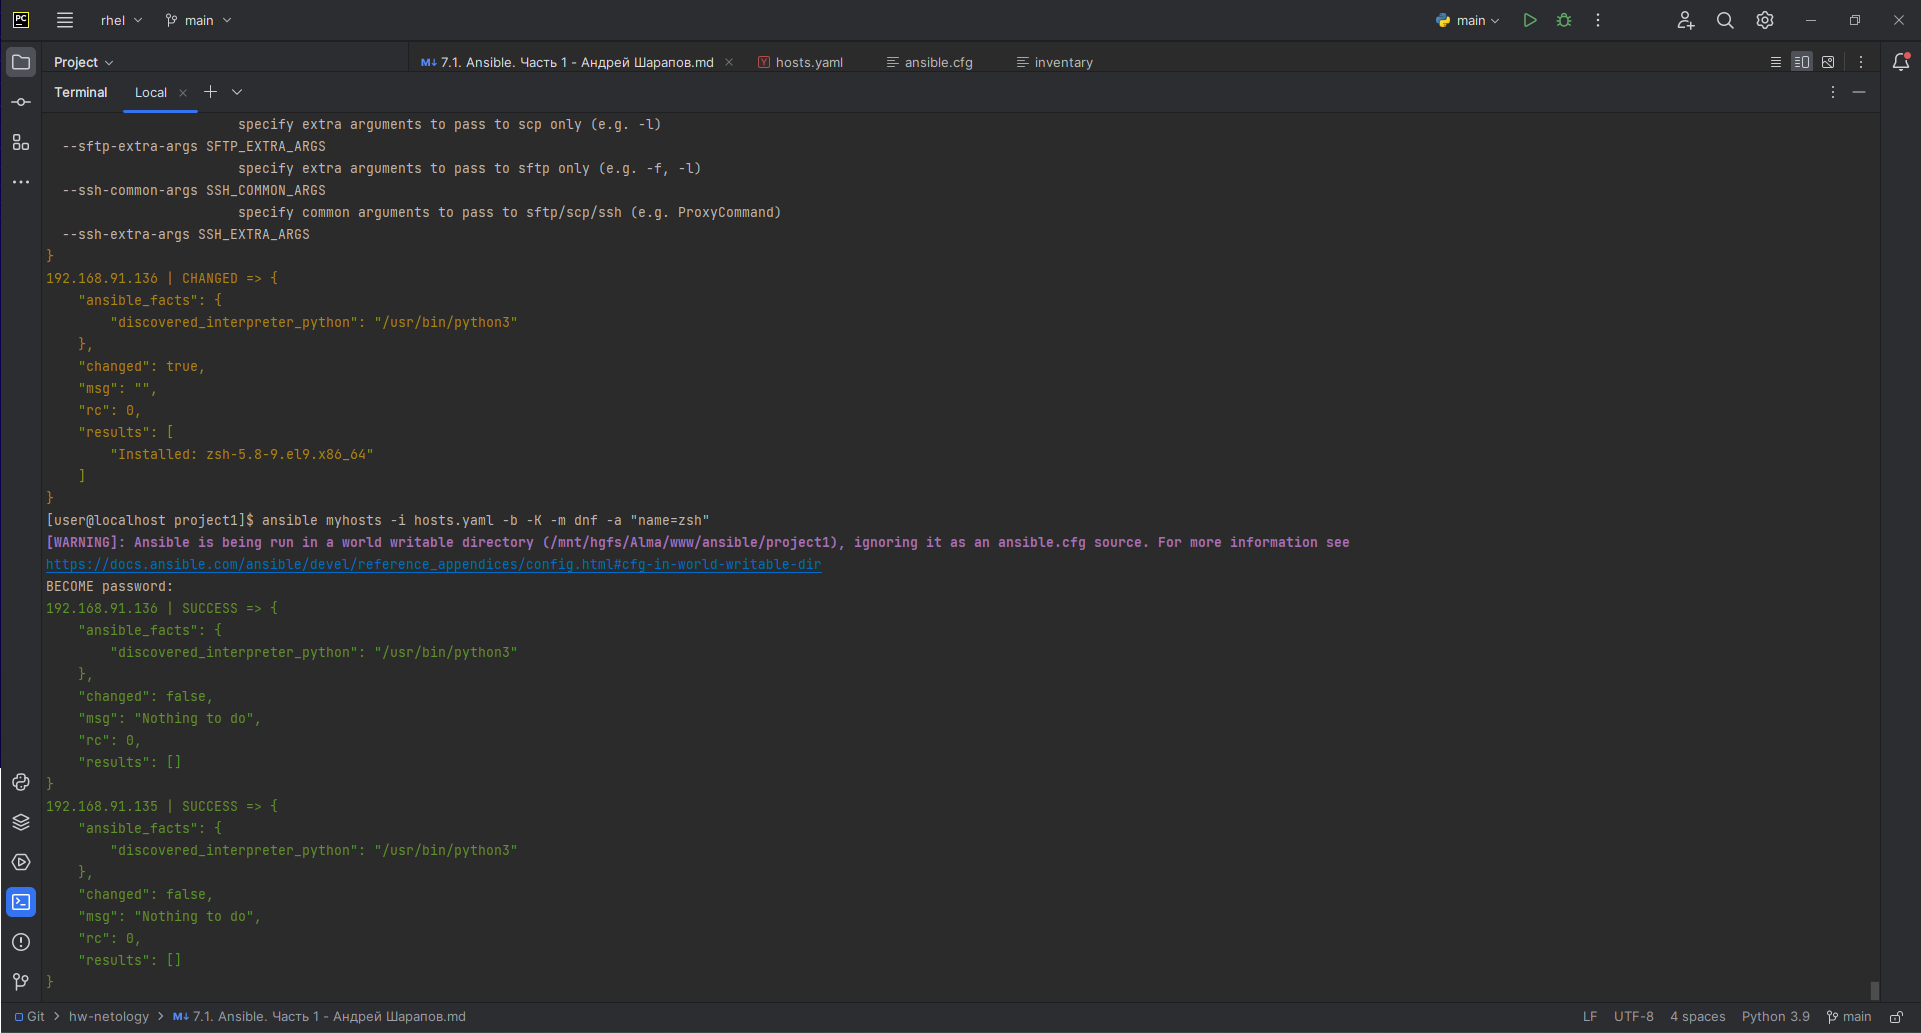 PC rhel main main
Project M↓ 7.1. Ansible. Часть 1 - Андрей Шарапов.md Y hosts.yaml ansible.cfg inventory
Terminal Local
specify extra arguments to pass to scp only (e.g. -l)
--sftp-extra-args SFTP_EXTRA_ARGS
specify extra arguments to pass to sftp only (e.g. -f, -l)
--ssh-common-args SSH_COMMON_ARGS
specify common arguments to pass to sftp/scp/ssh (e.g. ProxyCommand)
--ssh-extra-args SSH_EXTRA_ARGS
}
192.168.91.136 | CHANGED => {
"ansible_facts": {
"discovered_interpreter_python": "/usr/bin/python3"
},
"changed": true,
"msg": "",
"rc": 0,
"results": [
"Installed: zsh-5.8-9.el9.x86_64"
]
}
[user@localhost project1]$ ansible myhosts -i hosts.yaml -b -K -m dnf -a "name=zsh"
[WARNING]: Ansible is being run in a world writable directory (/mnt/hgfs/Alma/www/ansible/project1), ignoring it as an ansible.cfg source. For more information see
https://docs.ansible.com/ansible/devel/reference_appendices/config.html#cfg-in-world-writable-dir
BECOME password:
192.168.91.136 | SUCCESS => {
"ansible_facts": {
"discovered_interpreter_python": "/usr/bin/python3"
},
"changed": false,
"msg": "Nothing to do",
"rc": 0,
"results": []
}
192.168.91.135 | SUCCESS => {
"ansible_facts": {
"discovered_interpreter_python": "/usr/bin/python3"
},
"changed": false,
"msg": "Nothing to do",
"rc": 0,
"results": []
}
Git > hw-netology > M↓ 7.1. Ansible. Часть 1 - Андрей Шарапов.md LF UTF-8 4 spaces Python 3.9 main